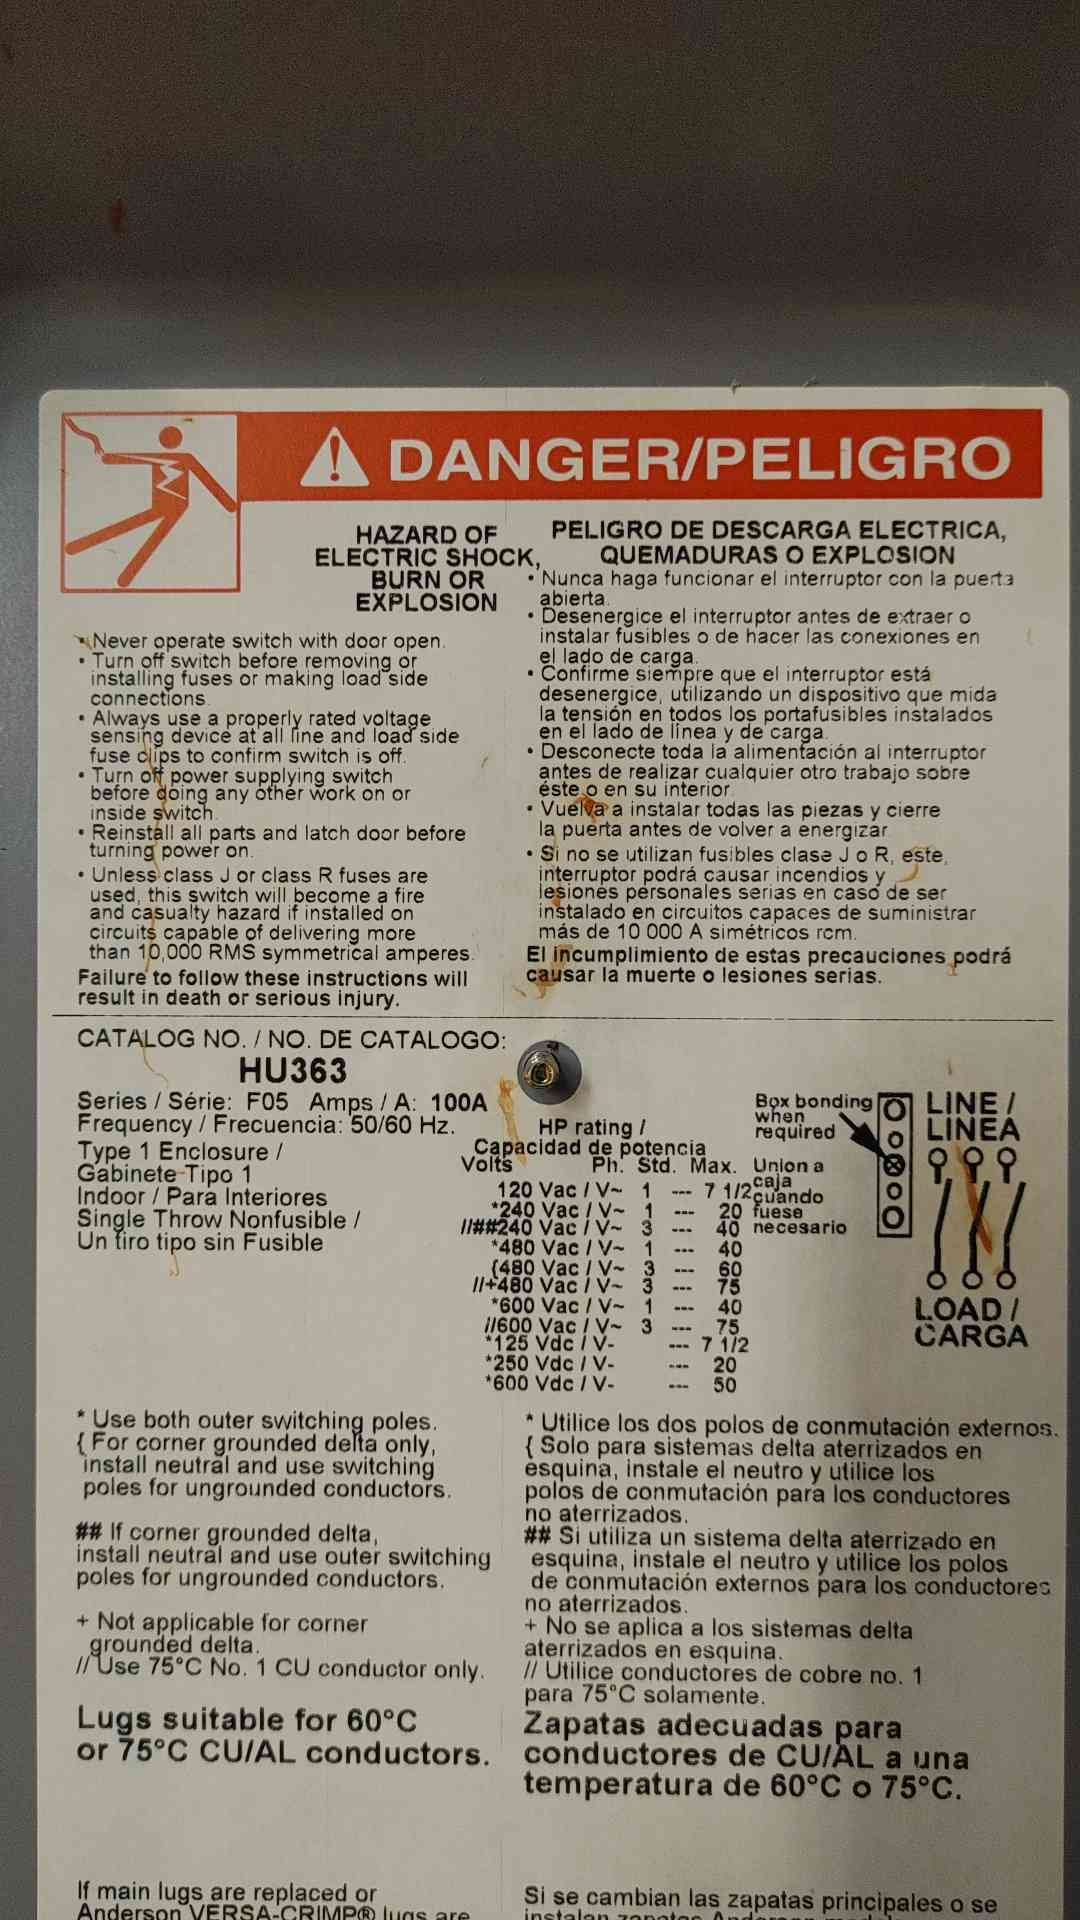 DANGER/PELIGRO
HAZARD OF
ELECTRIC SHOCK,
BURN OR
EXPLOSION
• Never operate switch with door open.
• Turn off switch before removing or
installing fuses or making load side
connections.
• Always use a properly rated voltage
sensing device at all line and load side
fuse clips to confirm switch is off.
• Turn off power supplying switch
before doing any other work on or
inside switch.
• Reinstall all parts and latch door before
turning power on.
• Unless class J or class R fuses are
used, this switch will become a fire
and casualty hazard if installed on
circuits capable of delivering more
than 10,000 RMS symmetrical amperes.
Failure to follow these instructions will
result in death or serious injury.
PELIGRO DE DESCARGA ELECTRICA,
QUEMADURAS O EXPLOSION
• Nunca haga funcionar el interruptor con la puerta
abierta.
• Desenergice el interruptor antes de extraer o
instalar fusibles o de hacer las conexiones en
el lado de carga.
• Confirme siempre que el interruptor está
desenergice, utilizando un dispositivo que mida
la tensión en todos los portafusibles instalados
en el lado de línea y de carga.
• Desconecte toda la alimentación al interruptor
antes de realizar cualquier otro trabajo sobre
éste o en su interior.
• Vuelva a instalar todas las piezas y cierre
la puerta antes de volver a energizar.
• Si no se utilizan fusibles clase J o R, este,
interruptor podrá causar incendios y
lesiones personales serias en caso de ser
instalado en circuitos capaces de suministrar
más de 10 000 A simétricos rcm.
El incumplimiento de estas precauciones podrá
causar la muerte o lesiones serias.
CATALOG NO. / NO. DE CATALOGO:
HU363
Series / Série: F05 Amps / A: 100A
Frequency / Frecuencia: 50/60 Hz.
Type 1 Enclosure /
Gabinete Tipo 1
Indoor / Para Interiores
Single Throw Nonfusible /
Un tiro tipo sin Fusible
HP rating /
Capacidad de potencia
Volts Ph. Std. Max.
120 Vac / V~ 1 --- 7 1/2
*240 Vac / V~ 1 --- 20
//##240 Vac / V~ 3 --- 40
*480 Vac / V~ 1 --- 40
{480 Vac / V~ 3 --- 60
//+480 Vac / V~ 3 --- 75
*600 Vac / V~ 1 --- 40
//600 Vac / V~ 3 --- 75
*125 Vdc / V- --- 7 1/2
*250 Vdc / V- --- 20
*600 Vdc / V- --- 50
Box bonding
when
required
Union a
caja
cuando
fuese
necesario
LINE /
LINEA
LOAD /
CARGA
* Use both outer switching poles.
{ For corner grounded delta only,
install neutral and use switching
poles for ungrounded conductors.
## If corner grounded delta,
install neutral and use outer switching
poles for ungrounded conductors.
+ Not applicable for corner
grounded delta.
// Use 75°C No. 1 CU conductor only.
Lugs suitable for 60°C
or 75°C CU/AL conductors.
If main lugs are replaced or
Anderson VERSA-CRIMP® lugs are
* Utilice los dos polos de conmutación externos.
{ Solo para sistemas delta aterrizados en
esquina, instale el neutro y utilice los
polos de conmutación para los conductores
no aterrizados.
## Si utiliza un sistema delta aterrizado en
esquina, instale el neutro y utilice los polos
de conmutación externos para los conductores
no aterrizados.
+ No se aplica a los sistemas delta
aterrizados en esquina.
// Utilice conductores de cobre no. 1
para 75°C solamente.
Zapatas adecuadas para
conductores de CU/AL a una
temperatura de 60°C o 75°C.
Si se cambian las zapatas principales o se
instalan zapatas Anderson